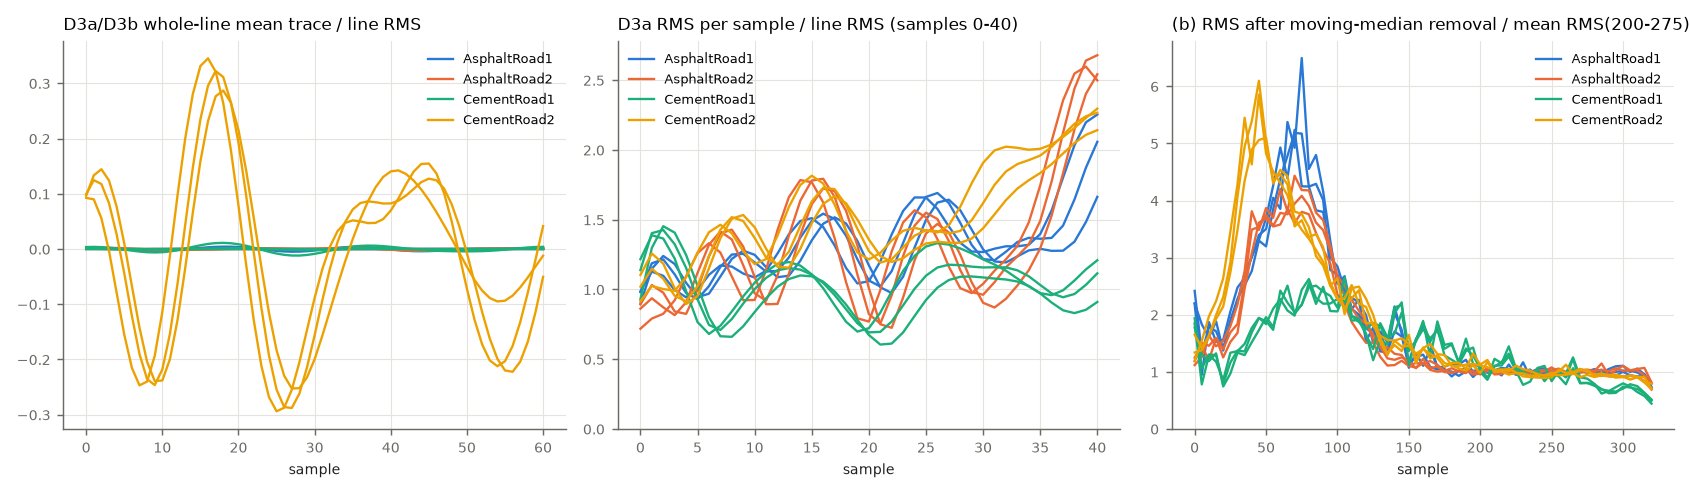 D3a/D3b whole-line mean trace / line RMS
AsphaltRoad1
AsphaltRoad2
CementRoad1
CementRoad2
0.3
0.2
0.1
0.0
−0.1
−0.2
−0.3
0 10 20 30 40 50 60
sample
D3a RMS per sample / line RMS (samples 0-40)
AsphaltRoad1
AsphaltRoad2
CementRoad1
CementRoad2
2.5
2.0
1.5
1.0
0.5
0.0
0 5 10 15 20 25 30 35 40
sample
(b) RMS after moving-median removal / mean RMS(200-275)
AsphaltRoad1
AsphaltRoad2
CementRoad1
CementRoad2
6
5
4
3
2
1
0
0 50 100 150 200 250 300
sample